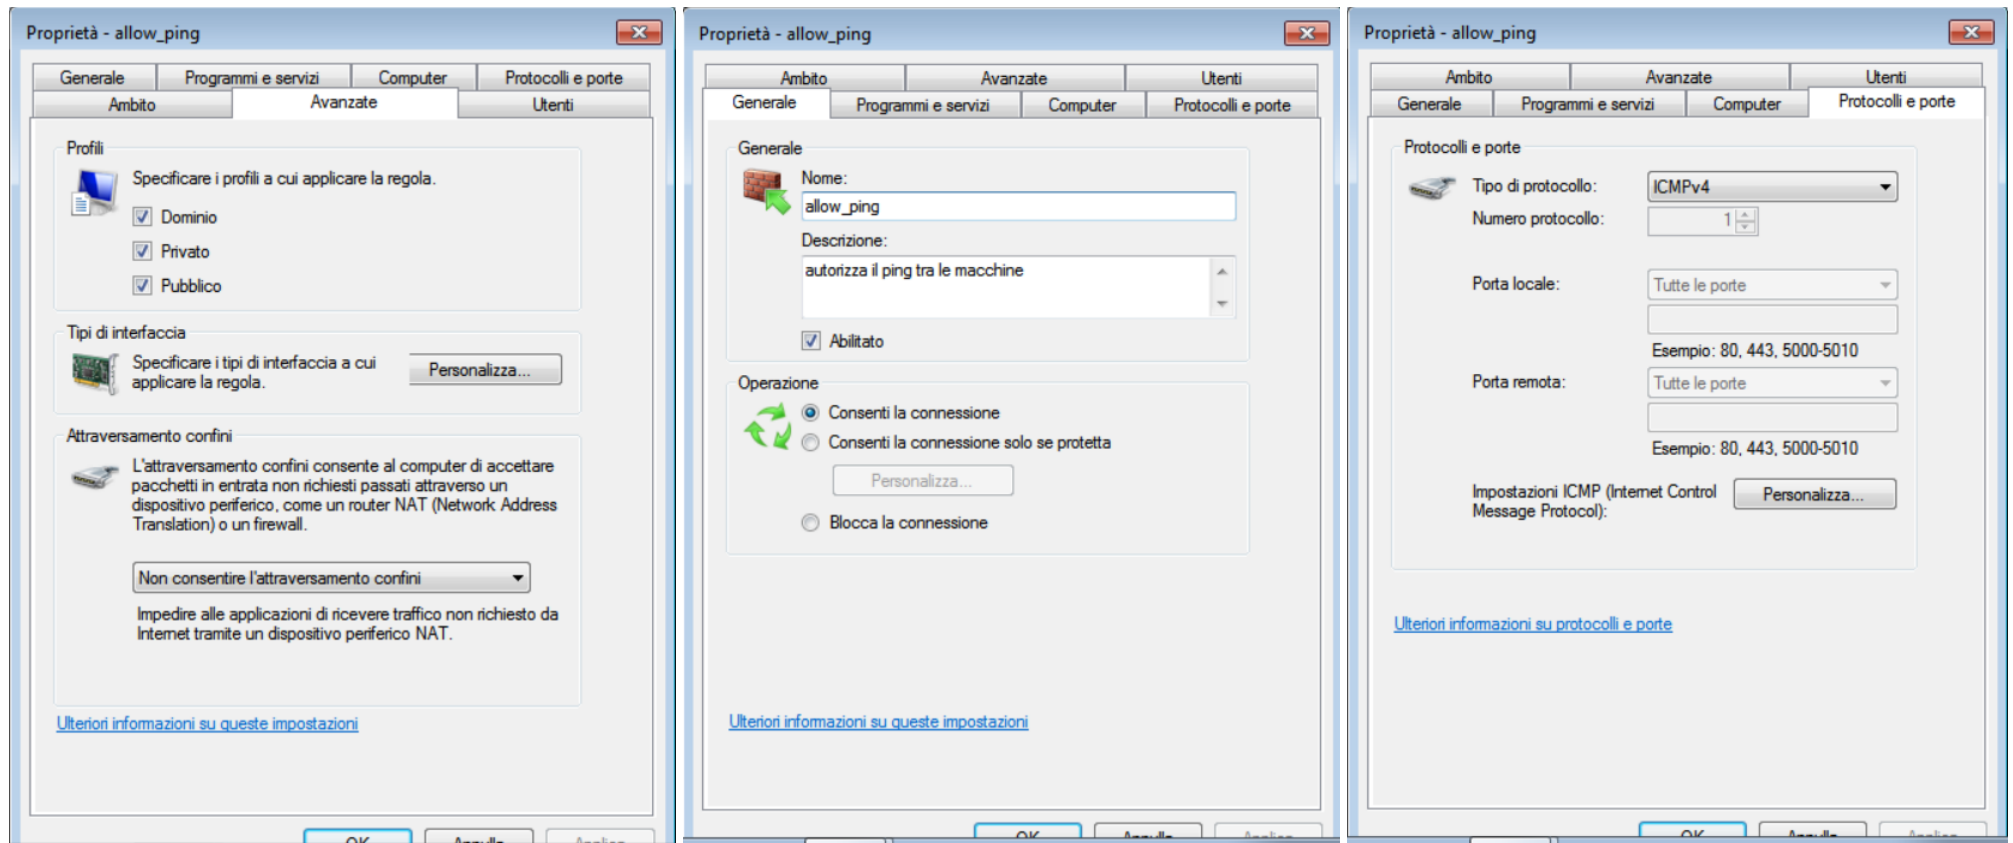 Proprietà - allow_ping
Generale
Programmi e servizi
Computer
Protocolli e porte
Ambito
Avanzate
Utenti
Profili
Specificare i profili a cui applicare la regola.
Dominio
Privato
Pubblico
Tipi di interfaccia
Specificare i tipi di interfaccia a cui
applicare la regola.
Personalizza...
Attraversamento confini
L'attraversamento confini consente al computer di accettare
pacchetti in entrata non richiesti passati attraverso un
dispositivo periferico, come un router NAT (Network Address
Translation) o un firewall.
Non consentire l'attraversamento confini
Impedire alle applicazioni di ricevere traffico non richiesto da
Internet tramite un dispositivo periferico NAT.
Ulteriori informazioni su queste impostazioni
OK
Annulla
Applica
Proprietà - allow_ping
Ambito
Avanzate
Utenti
Generale
Programmi e servizi
Computer
Protocolli e porte
Generale
Nome:
allow_ping
Descrizione:
autorizza il ping tra le macchine
Abilitato
Operazione
Consenti la connessione
Consenti la connessione solo se protetta
Personalizza...
Blocca la connessione
Ulteriori informazioni su queste impostazioni
OK
Annulla
Applica
Proprietà - allow_ping
Ambito
Avanzate
Utenti
Generale
Programmi e servizi
Computer
Protocolli e porte
Protocolli e porte
Tipo di protocollo:
ICMPv4
Numero protocollo:
1
Porta locale:
Tutte le porte
Esempio: 80, 443, 5000-5010
Porta remota:
Tutte le porte
Esempio: 80, 443, 5000-5010
Impostazioni ICMP (Internet Control
Message Protocol):
Personalizza...
Ulteriori informazioni su protocolli e porte
OK
Annulla
Applica